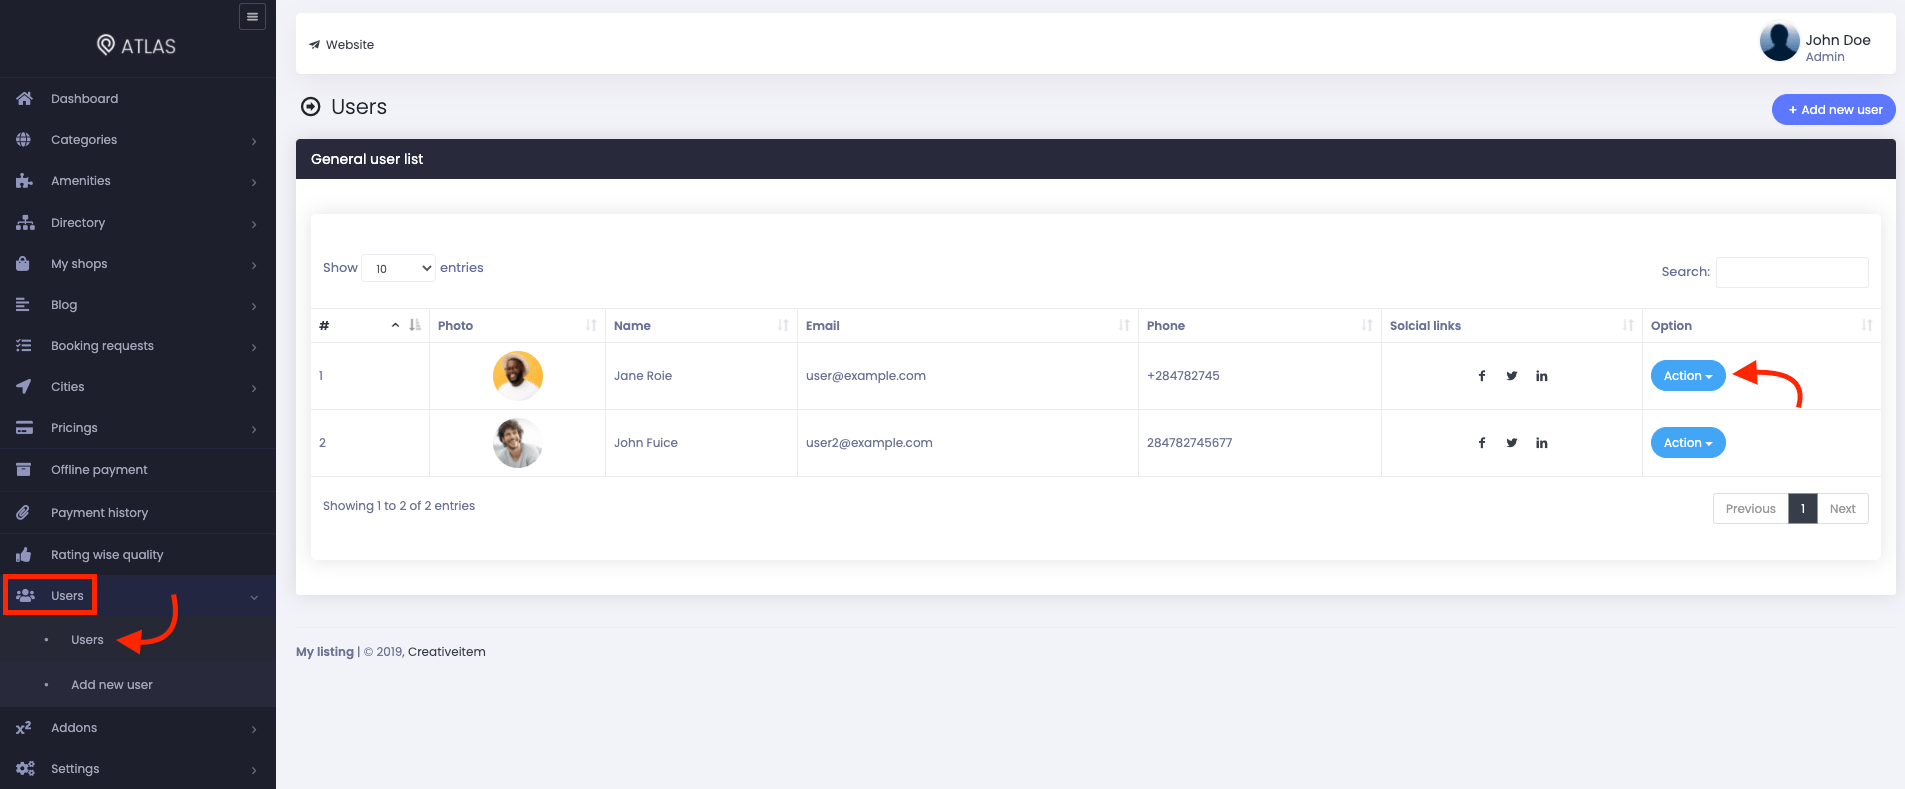 ATLAS
Dashboard
Categories
Amenities
Directory
My shops
Blog
Booking requests
Cities
Pricings
Offline payment
Payment history
Rating wise quality
Users
Users
Add new user
x² Addons
Settings
Website
John Doe
Admin
Users
+ Add new user
General user list
Show 10 entries
Search:
# Photo Name Email Phone Solcial links Option
1 Jane Roie user@example.com +284782745 Action
2 John Fuice user2@example.com 284782745677 Action
Showing 1 to 2 of 2 entries
Previous 1 Next
My listing | © 2019, Creativeitem